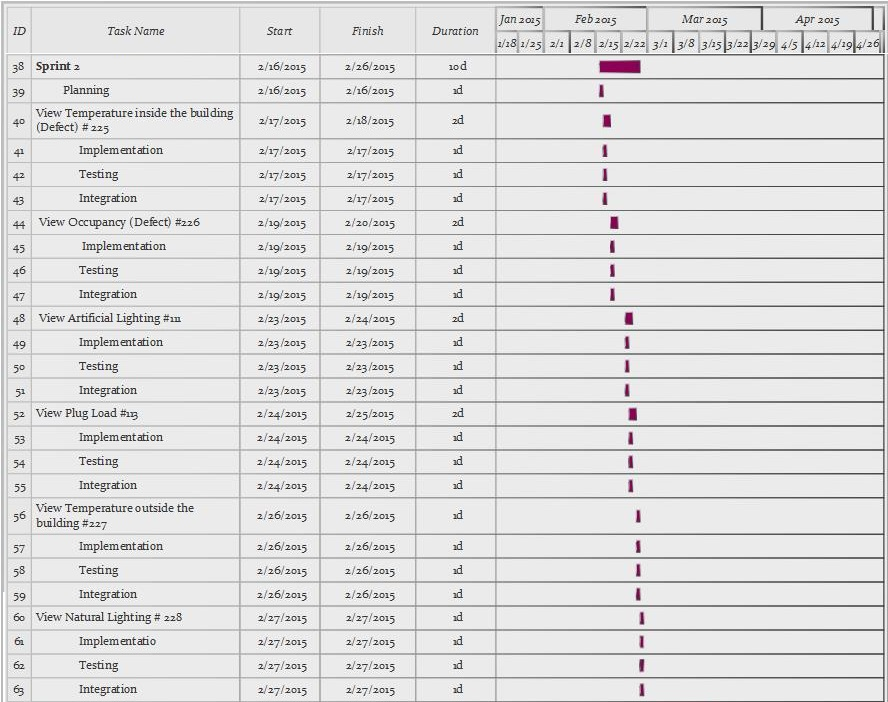 ID Task Name Start Finish Duration Jan 2015 Feb 2015 Mar 2015 Apr 2015
1/18 1/25 2/1 2/8 2/15 2/22 3/1 3/8 3/15 3/22 3/29 4/5 4/12 4/19 4/26
38 Sprint 2 2/16/2015 2/26/2015 10d
39 Planning 2/16/2015 2/16/2015 1d
40 View Temperature inside the building
(Defect) # 225 2/17/2015 2/18/2015 2d
41 Implementation 2/17/2015 2/17/2015 1d
42 Testing 2/17/2015 2/17/2015 1d
43 Integration 2/17/2015 2/17/2015 1d
44 View Occupancy (Defect) #226 2/19/2015 2/20/2015 2d
45 Implementation 2/19/2015 2/19/2015 1d
46 Testing 2/19/2015 2/19/2015 1d
47 Integration 2/19/2015 2/19/2015 1d
48 View Artificial Lighting #111 2/23/2015 2/24/2015 2d
49 Implementation 2/23/2015 2/23/2015 1d
50 Testing 2/23/2015 2/23/2015 1d
51 Integration 2/23/2015 2/23/2015 1d
52 View Plug Load #113 2/24/2015 2/25/2015 2d
53 Implementation 2/24/2015 2/24/2015 1d
54 Testing 2/24/2015 2/24/2015 1d
55 Integration 2/24/2015 2/24/2015 1d
56 View Temperature outside the
building #227 2/26/2015 2/26/2015 1d
57 Implementation 2/26/2015 2/26/2015 1d
58 Testing 2/26/2015 2/26/2015 1d
59 Integration 2/26/2015 2/26/2015 1d
60 View Natural Lighting # 228 2/27/2015 2/27/2015 1d
61 Implementatio 2/27/2015 2/27/2015 1d
62 Testing 2/27/2015 2/27/2015 1d
63 Integration 2/27/2015 2/27/2015 1d